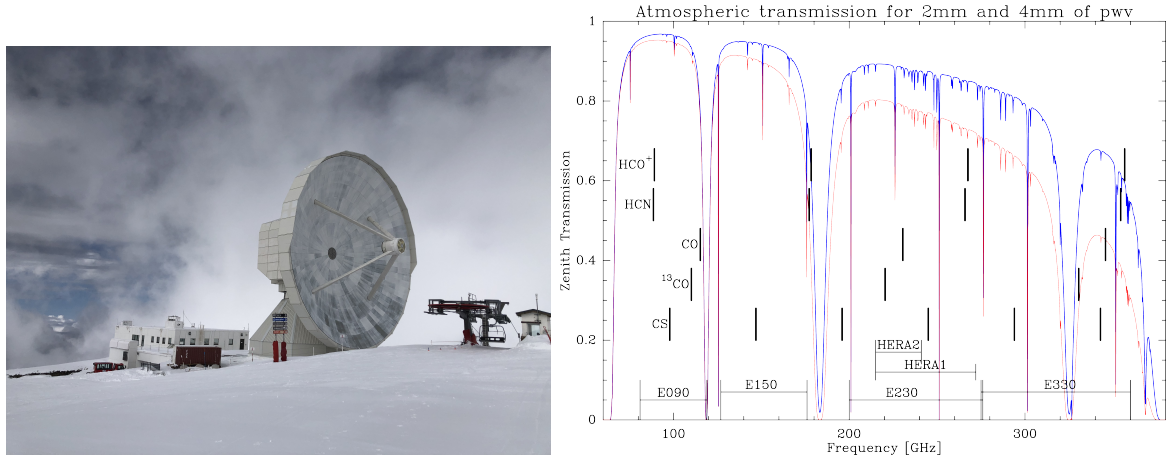 Atmospheric transmission for 2mm and 4mm of pwv
Zenith Transmission
1
0.8
0.6
0.4
0.2
0
HCO⁺
HCN
CO
¹³CO
CS
HERA2
HERA1
E090
E150
E230
E330
100
200
300
Frequency [GHz]